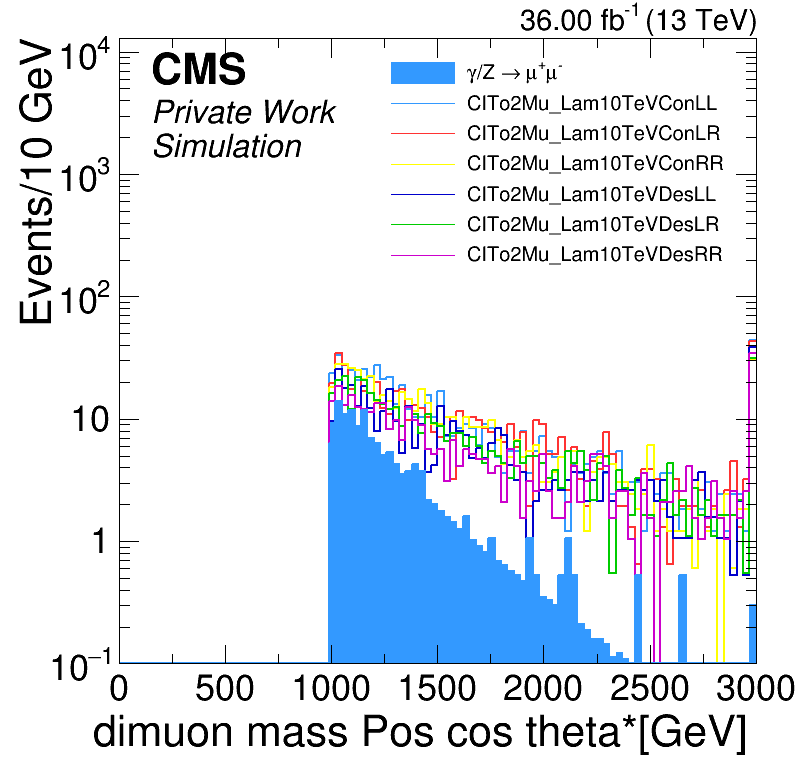 36.00 fb⁻¹ (13 TeV)
CMS
Private Work
Simulation
γ/Z → μ⁺μ⁻
CITo2Mu_Lam10TeVConLL
CITo2Mu_Lam10TeVConLR
CITo2Mu_Lam10TeVConRR
CITo2Mu_Lam10TeVDesLL
CITo2Mu_Lam10TeVDesLR
CITo2Mu_Lam10TeVDesRR
Events/10 GeV
10⁴
10³
10²
10
1
10⁻¹
0 500 1000 1500 2000 2500 3000
dimuon mass Pos cos theta*[GeV]